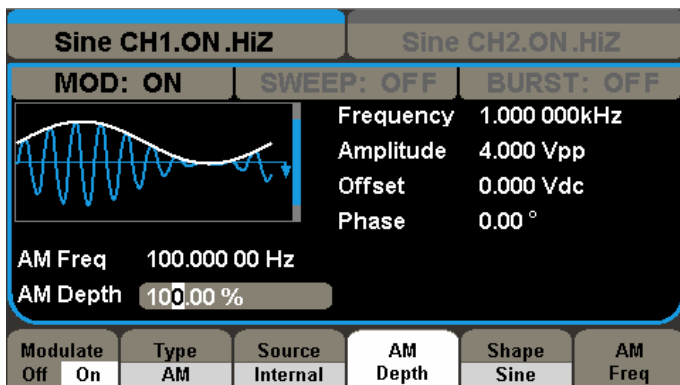 Sine CH1.ON.HiZ
Sine CH2.ON.HiZ
MOD: ON
SWEEP: OFF
BURST: OFF
Frequency 1.000 000kHz
Amplitude 4.000 Vpp
Offset 0.000 Vdc
Phase 0.00 °
AM Freq 100.000 00 Hz
AM Depth 100.00 %
Modulate
Off On
Type
AM
Source
Internal
AM
Depth
Shape
Sine
AM
Freq